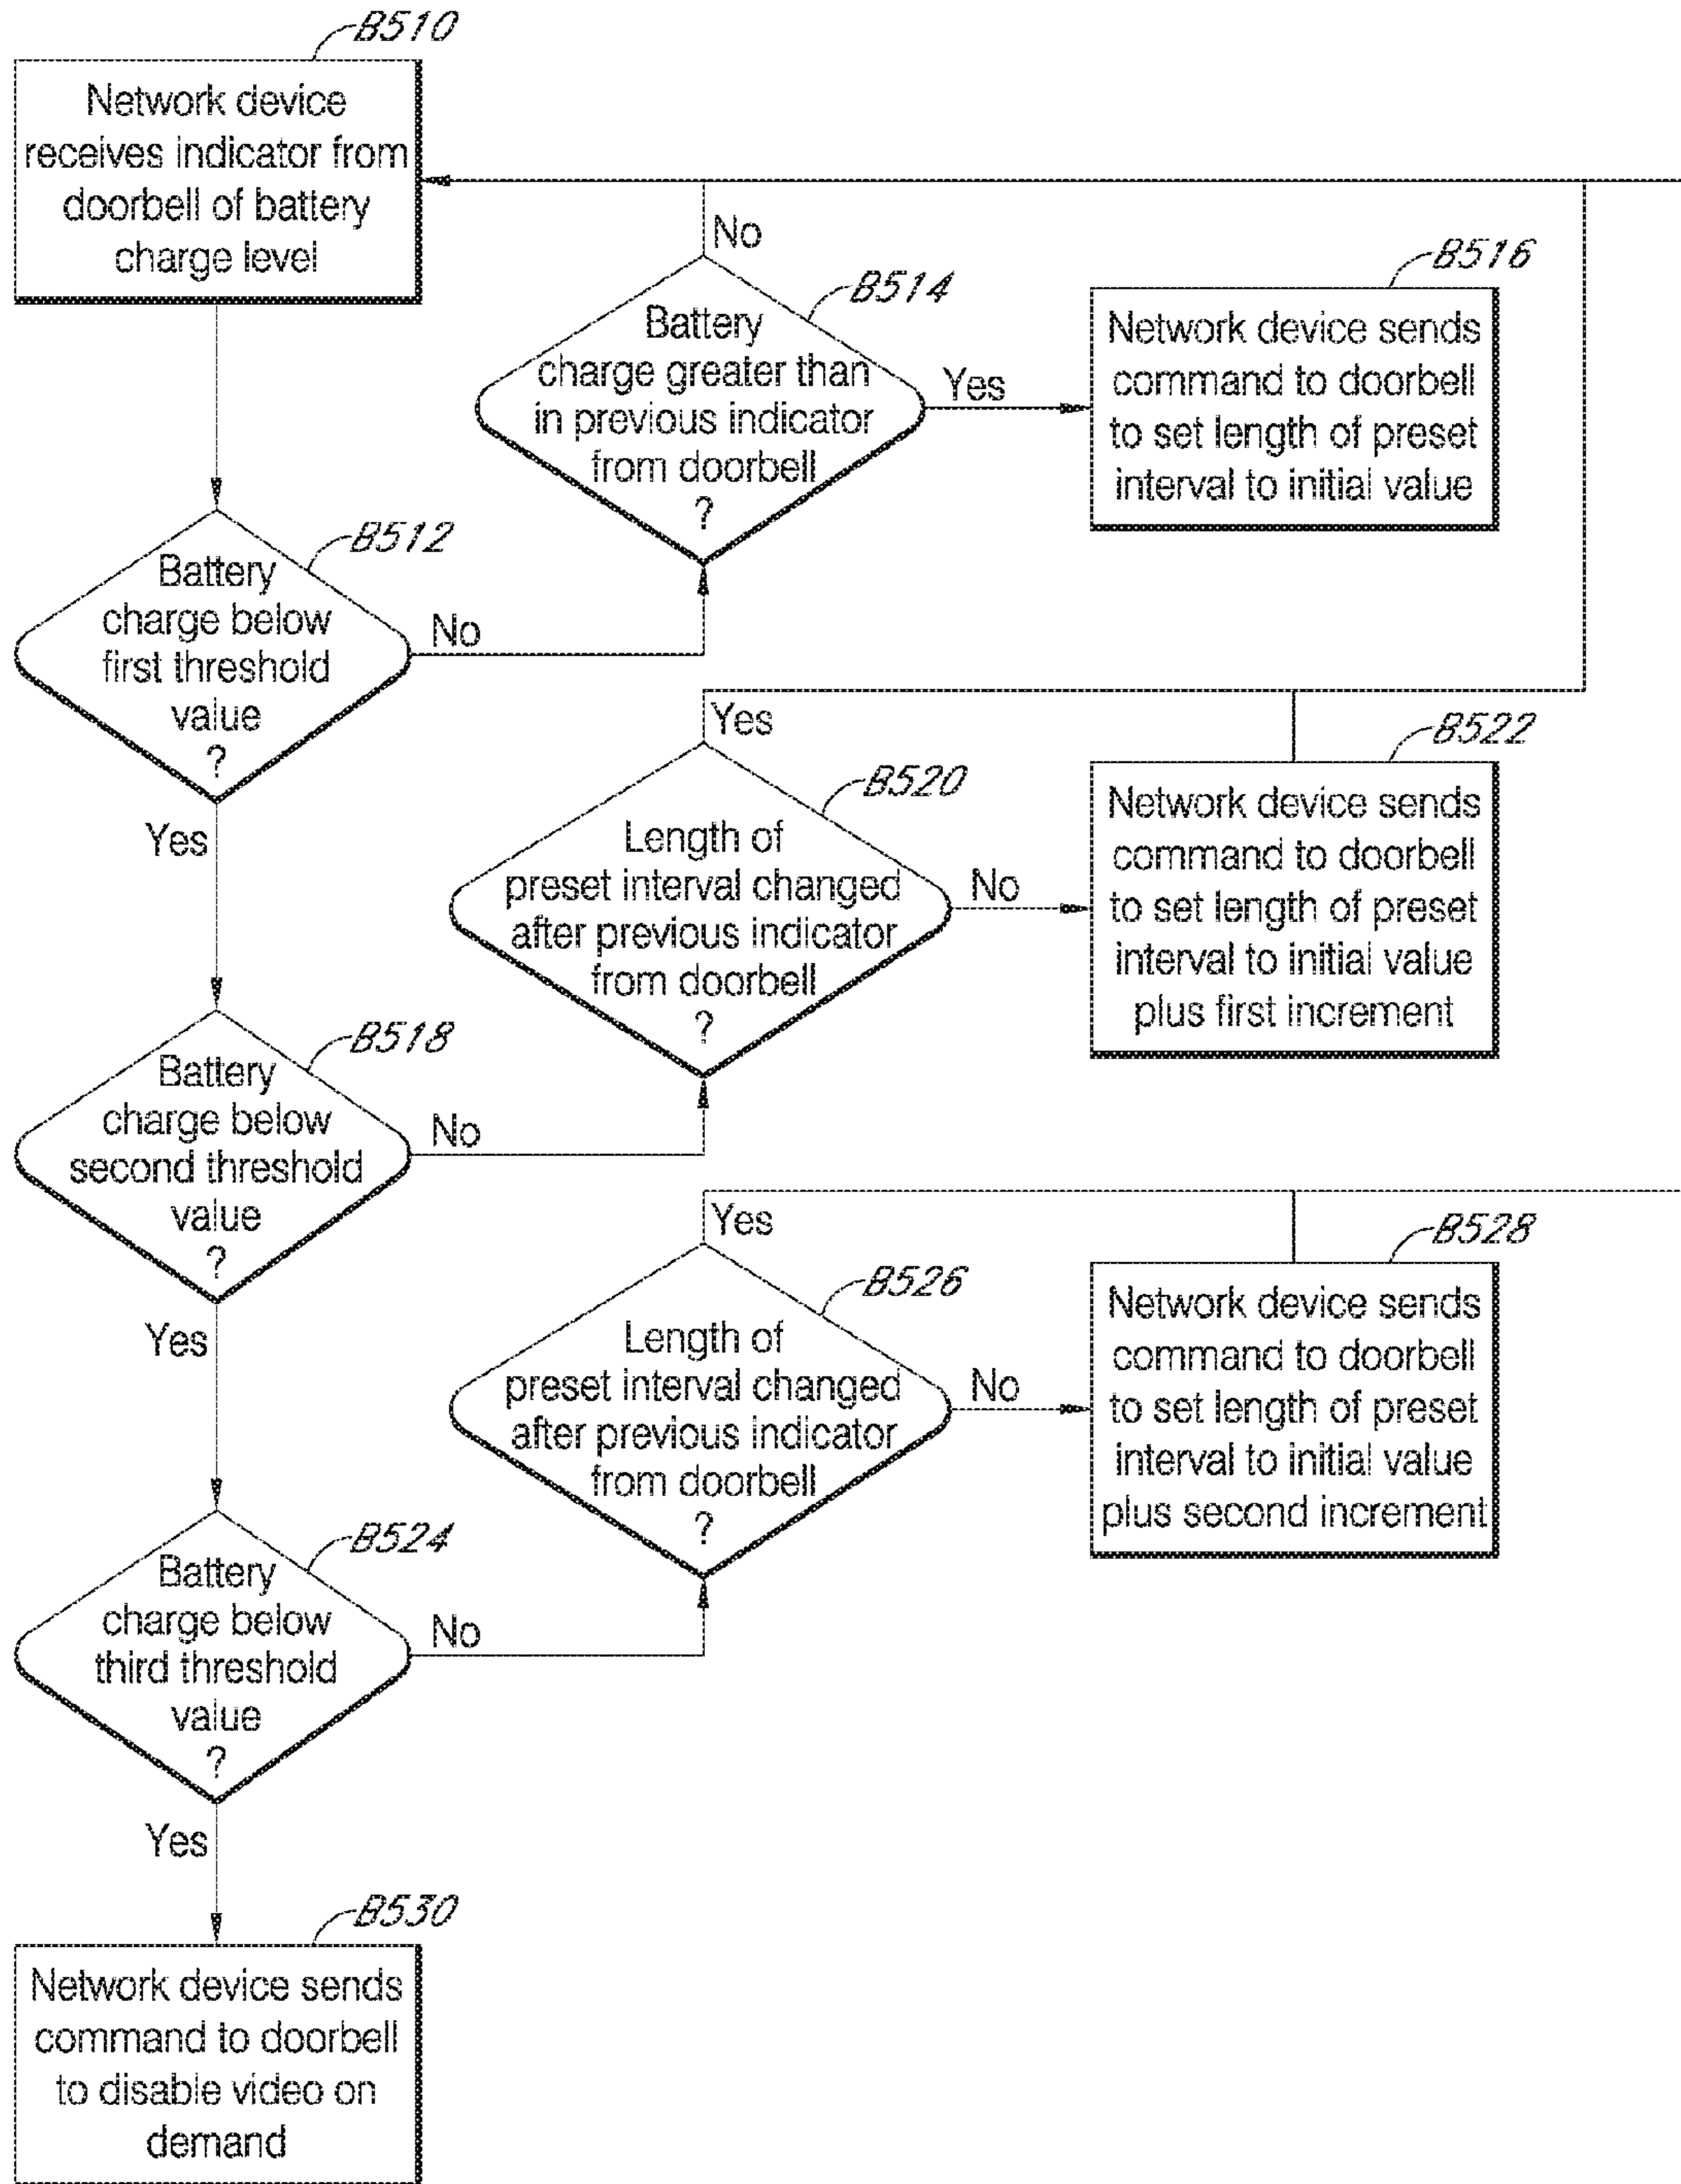 B510
Network device
receives indicator from
doorbell of battery
charge level
No
B514
Battery
charge greater than
in previous indicator
from doorbell
?
Yes
B516
Network device sends
command to doorbell
to set length of preset
interval to initial value
B512
Battery
charge below
first threshold
value
?
No
Yes
Yes
B520
Length of
preset interval changed
after previous indicator
from doorbell
?
No
B522
Network device sends
command to doorbell
to set length of preset
interval to initial value
plus first increment
B518
Battery
charge below
second threshold
value
?
No
Yes
Yes
B526
Length of
preset interval changed
after previous indicator
from doorbell
?
No
B528
Network device sends
command to doorbell
to set length of preset
interval to initial value
plus second increment
B524
Battery
charge below
third threshold
value
?
No
Yes
B530
Network device sends
command to doorbell
to disable video on
demand